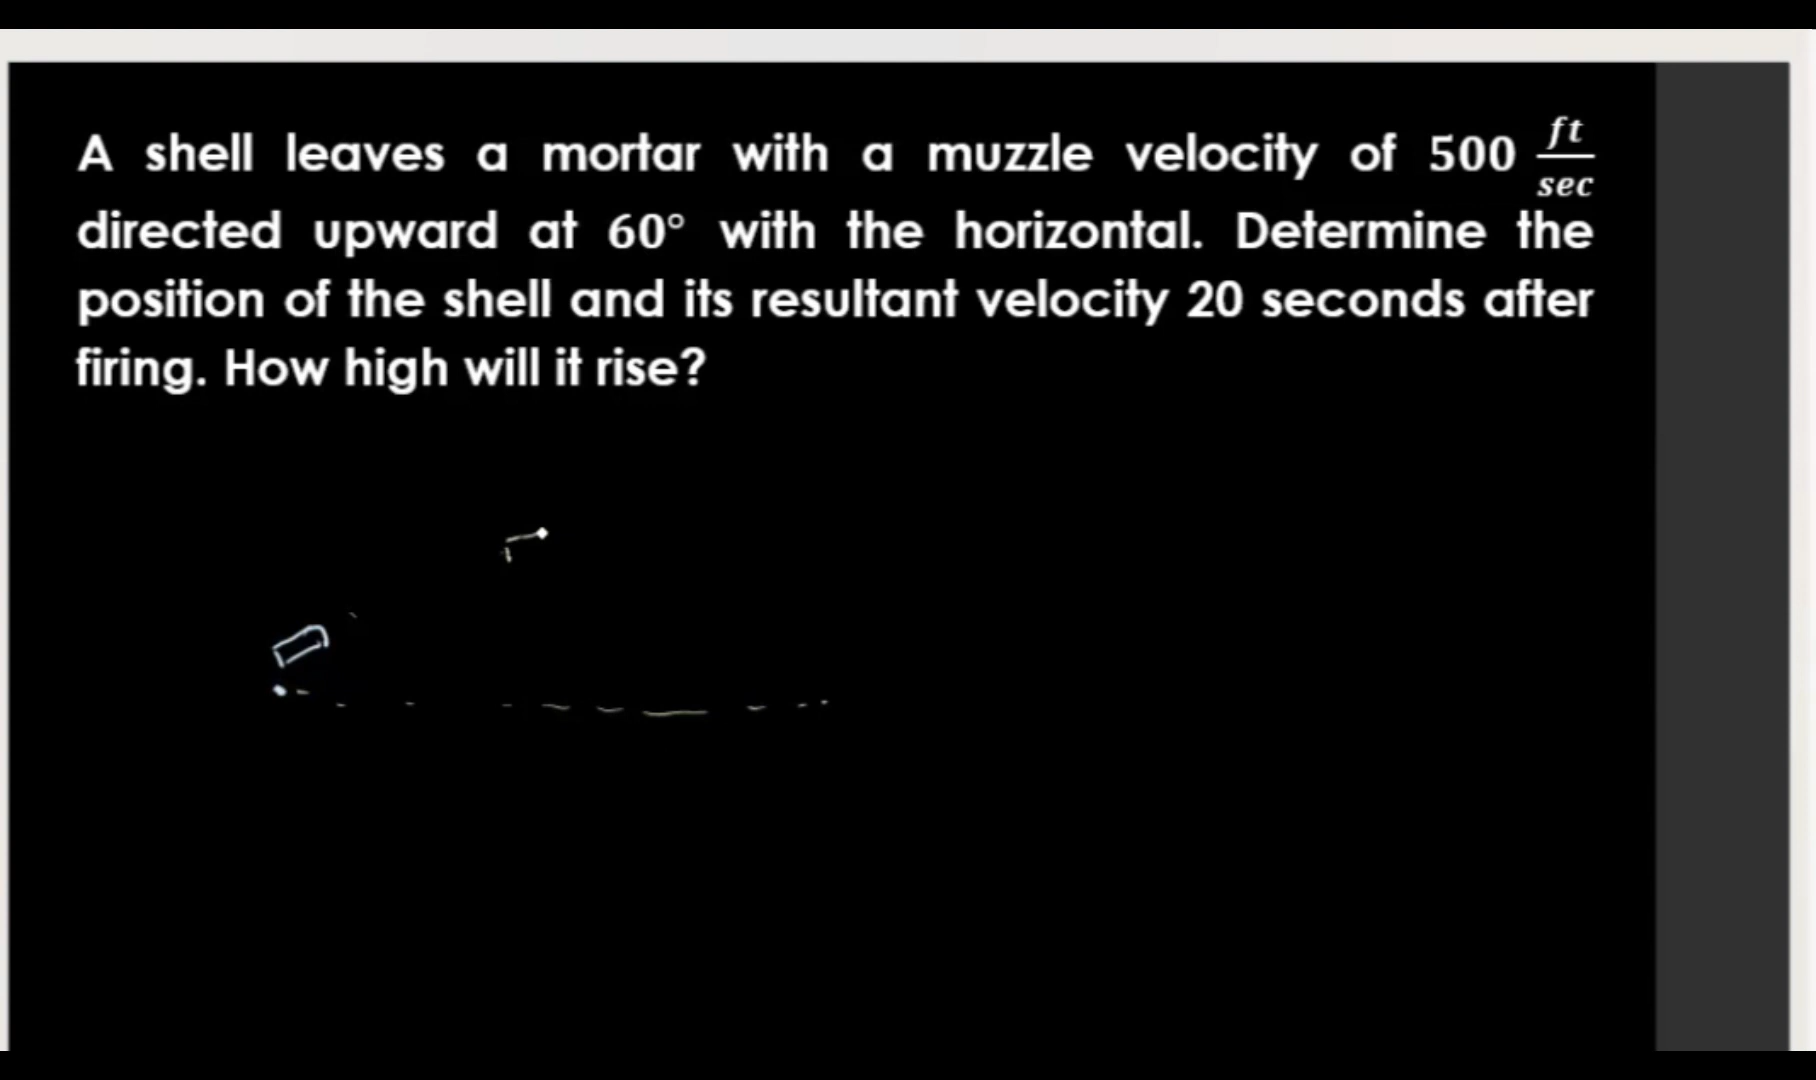 A shell leaves a mortar with a muzzle velocity of 500 ft/sec
directed upward at 60° with the horizontal. Determine the
position of the shell and its resultant velocity 20 seconds after
firing. How high will it rise?